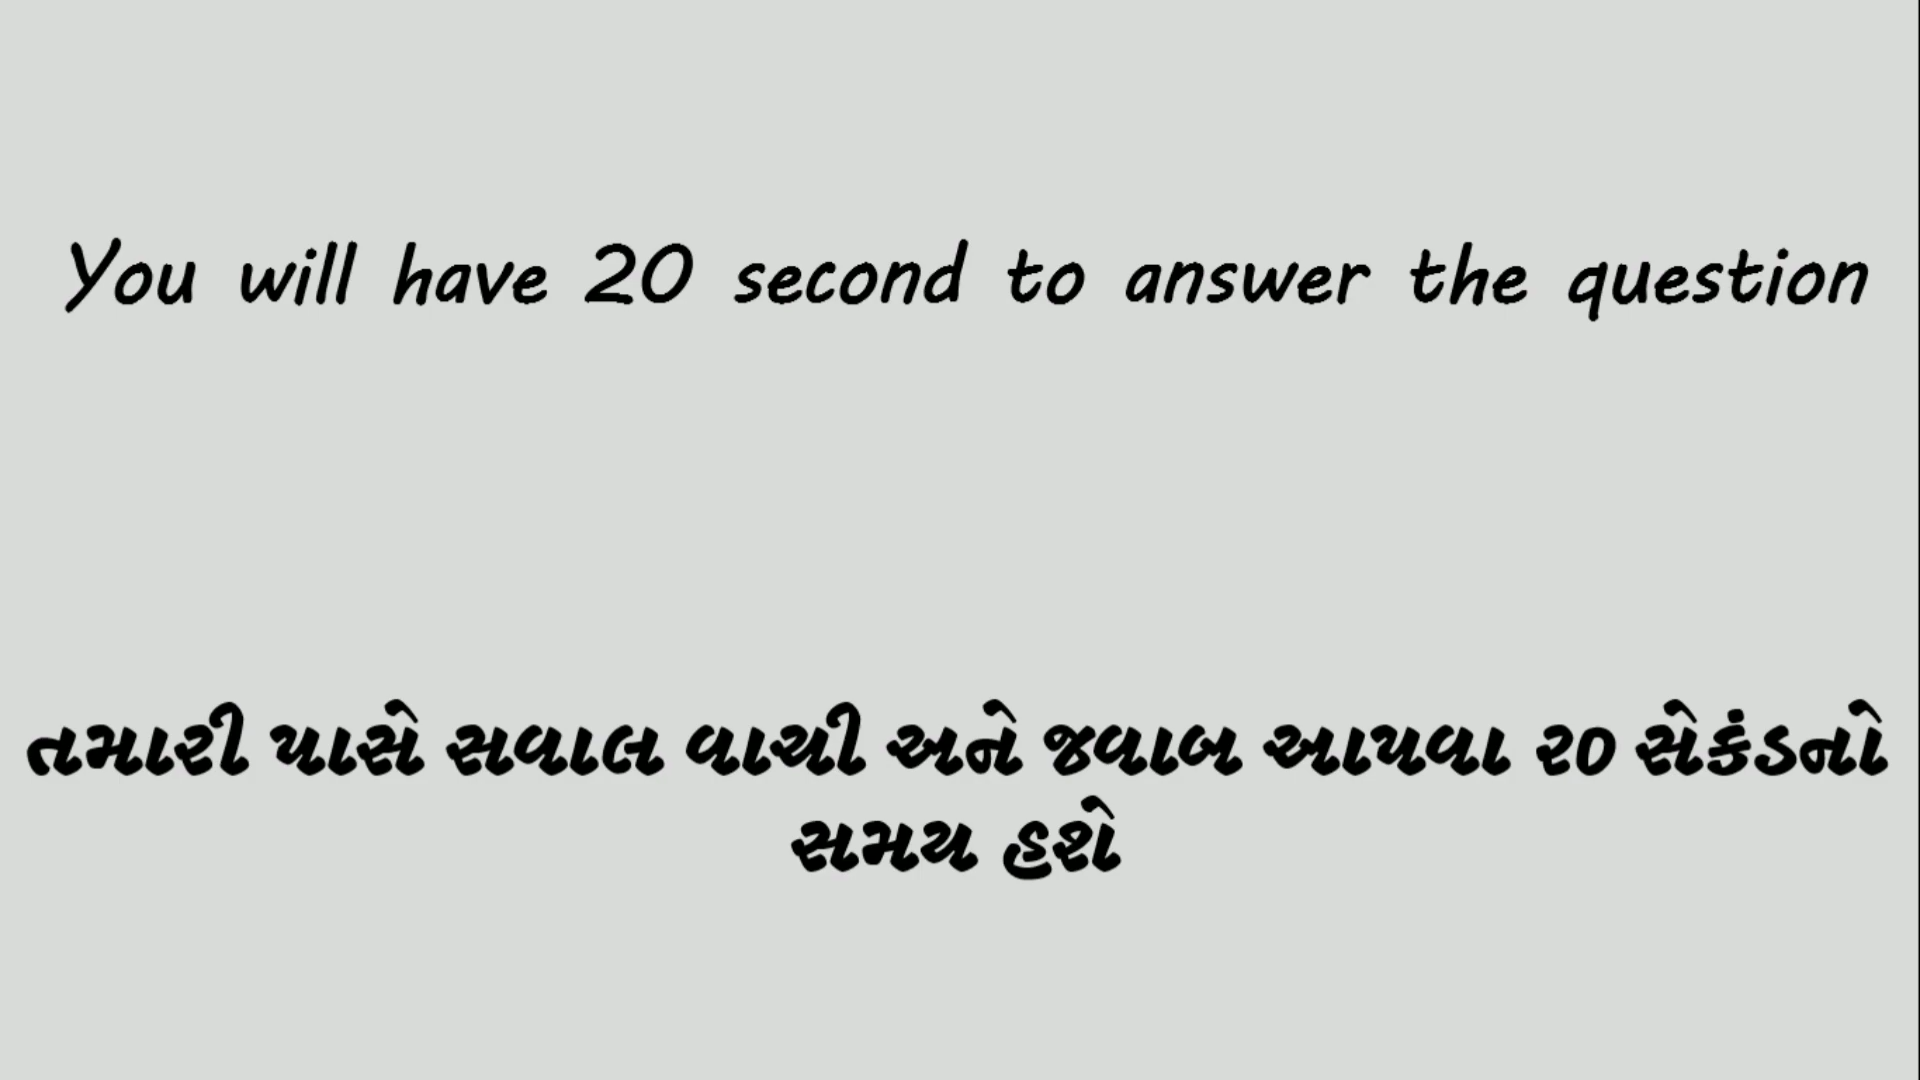 You will have 20 second to answer the question
તમારી પાસે સવાલ વાચી અને જવાબ આપવા ૨૦ સેકંડનો
સમય હશે